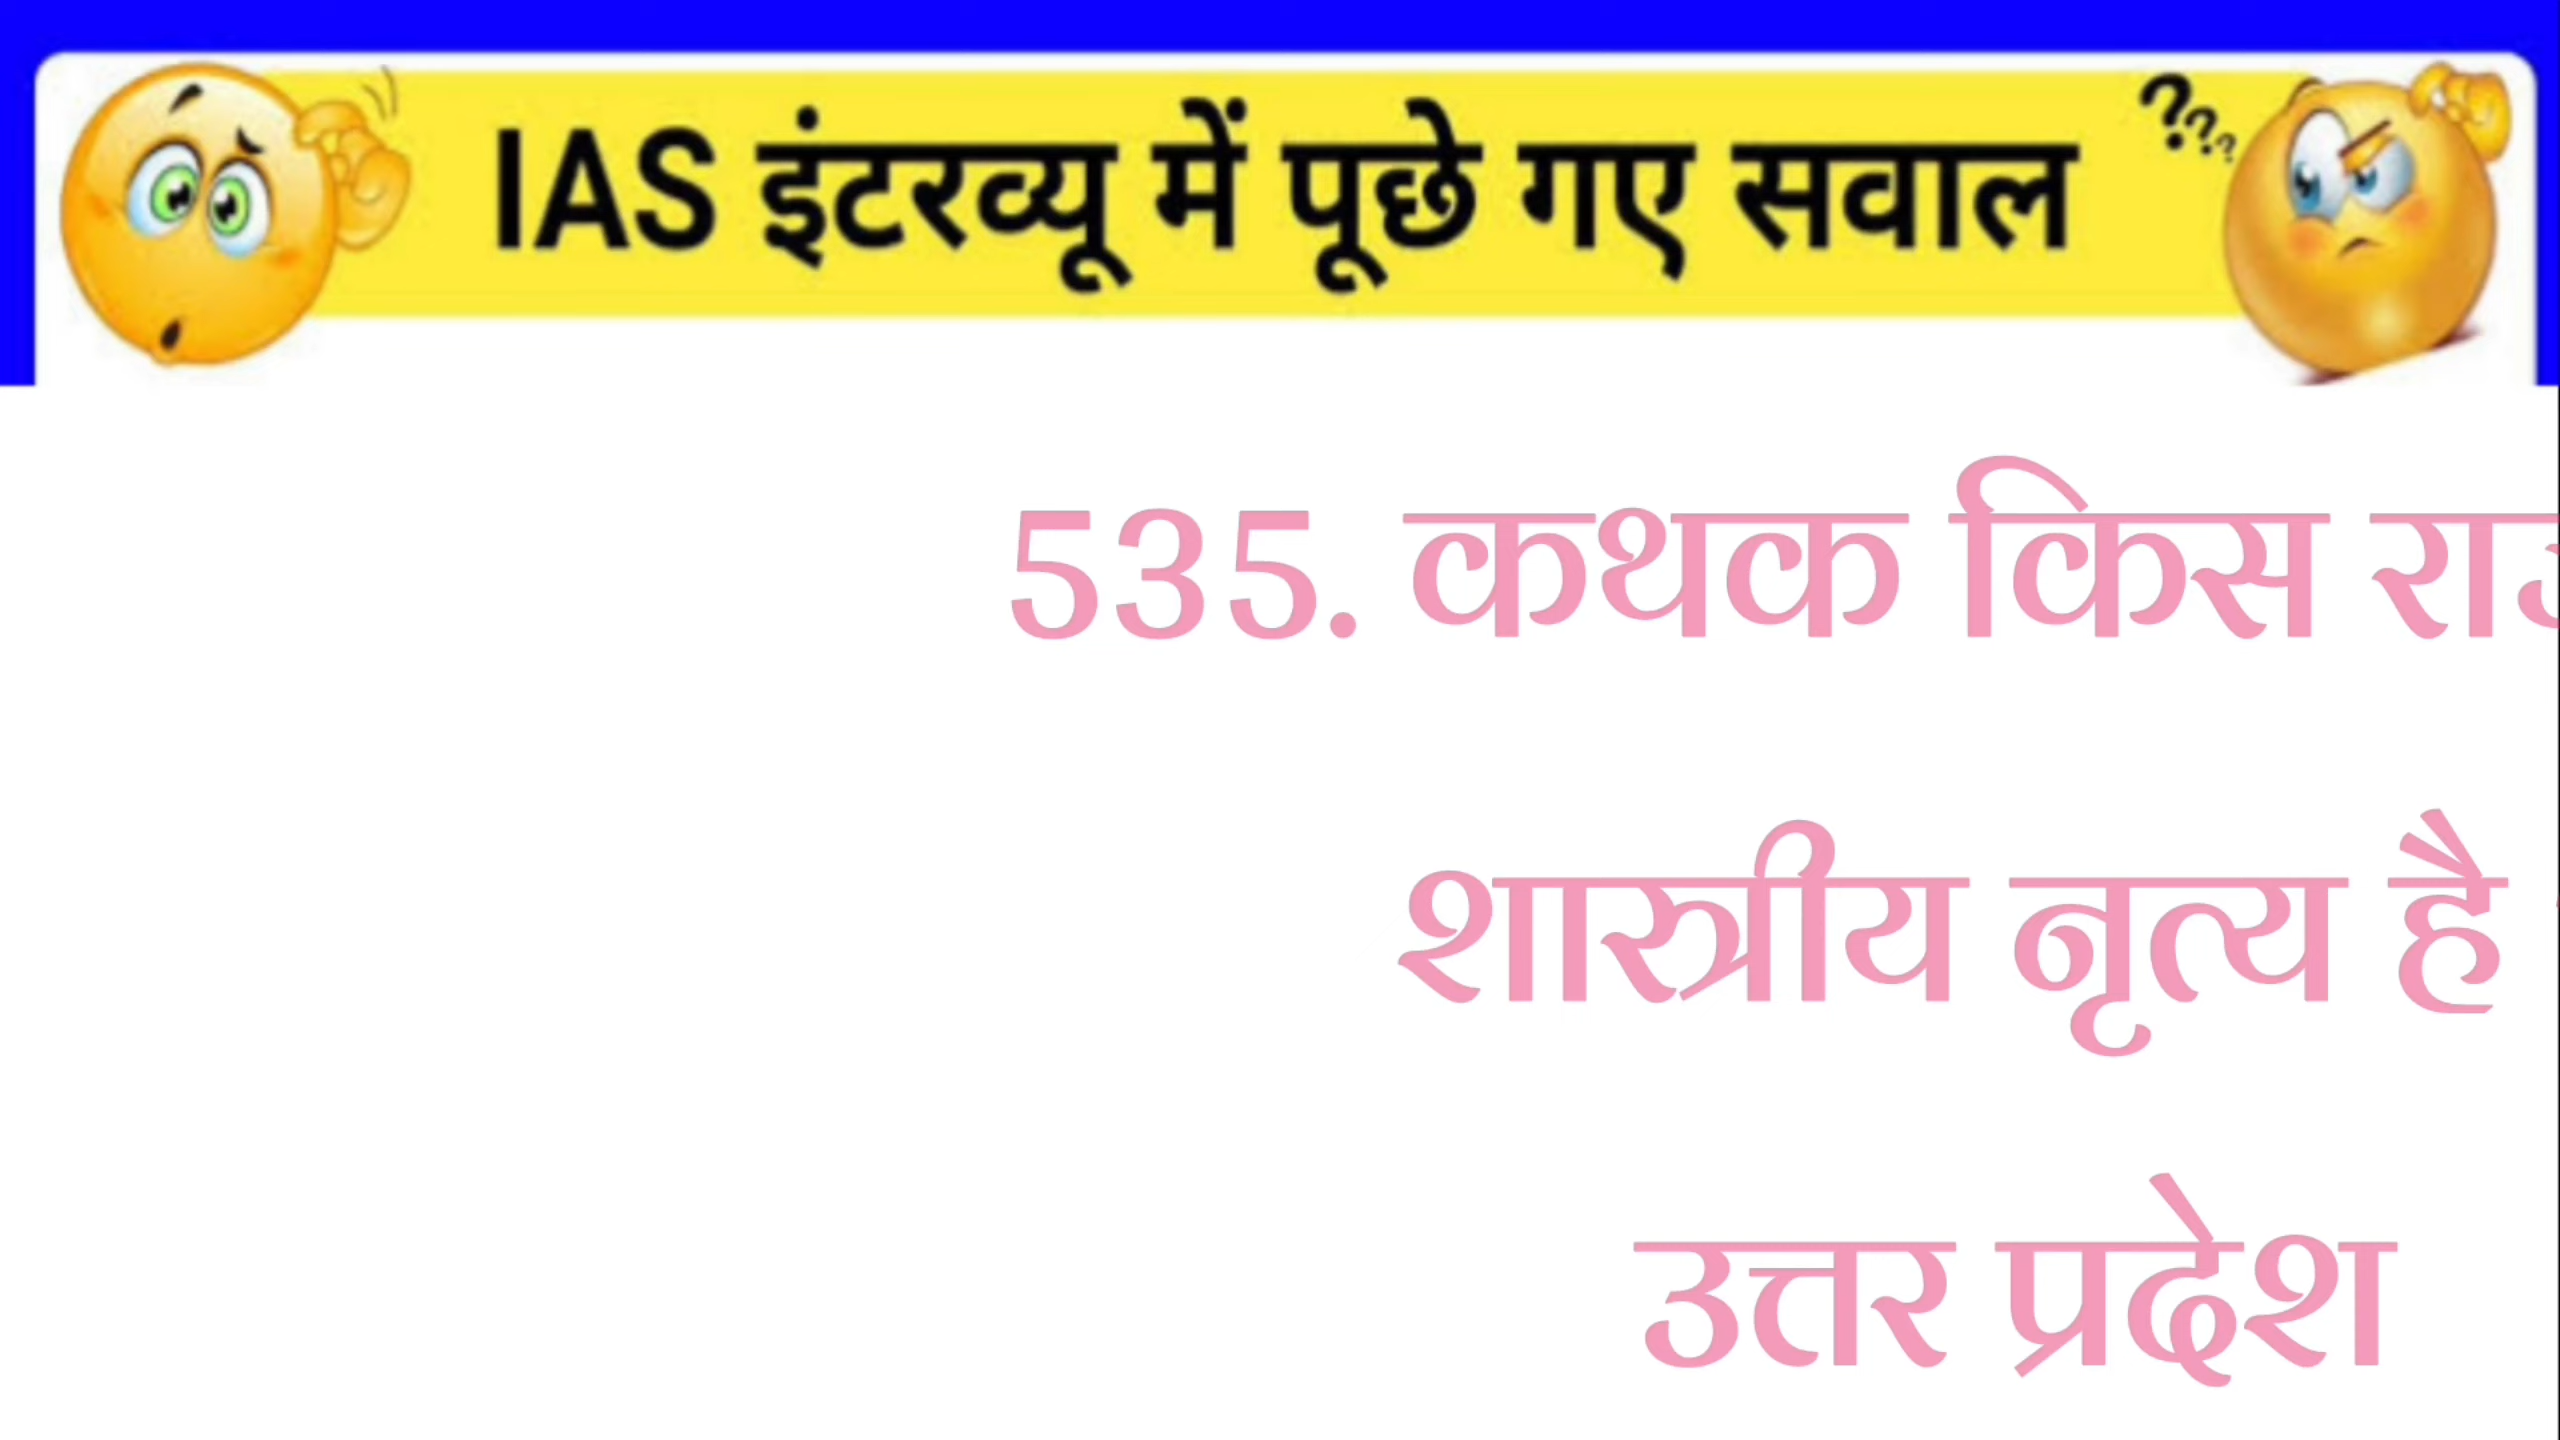 IAS इंटरव्यू में पूछे गए सवाल
???
535. कथक किस
शास्त्रीय नृत्य है
उत्तर प्रदेश